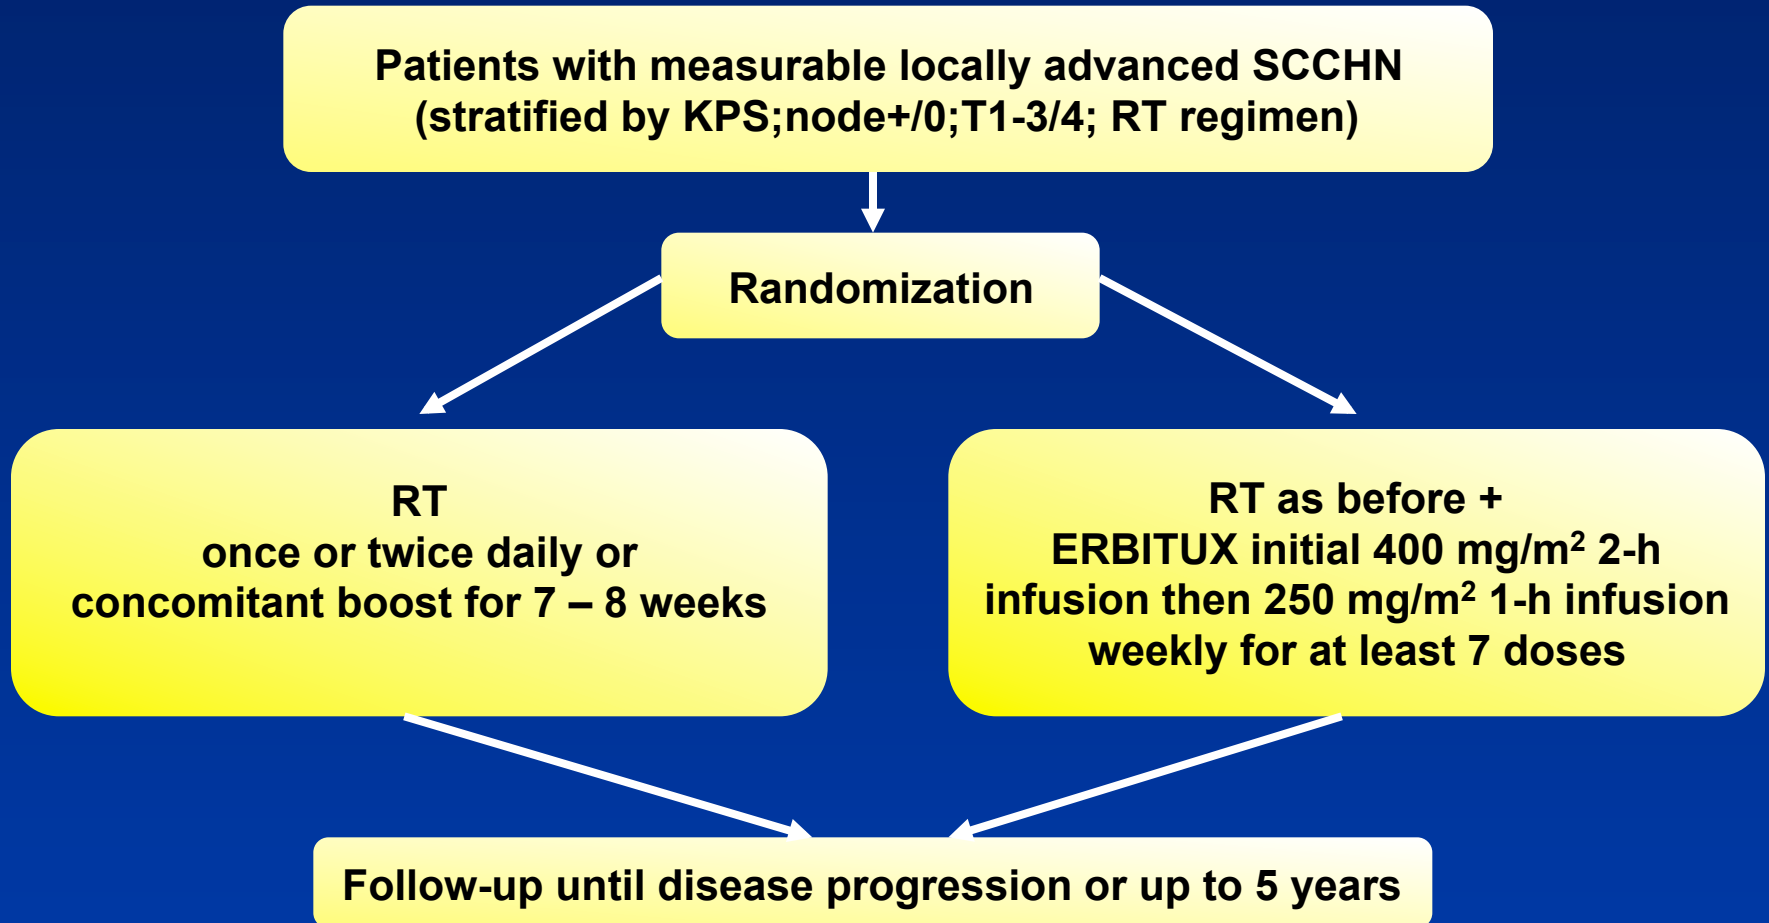 Patients with measurable locally advanced SCCHN
(stratified by KPS;node+/0;T1-3/4; RT regimen)
Randomization
RT
once or twice daily or
concomitant boost for 7 – 8 weeks
RT as before +
ERBITUX initial 400 mg/m² 2-h
infusion then 250 mg/m² 1-h infusion
weekly for at least 7 doses
Follow-up until disease progression or up to 5 years